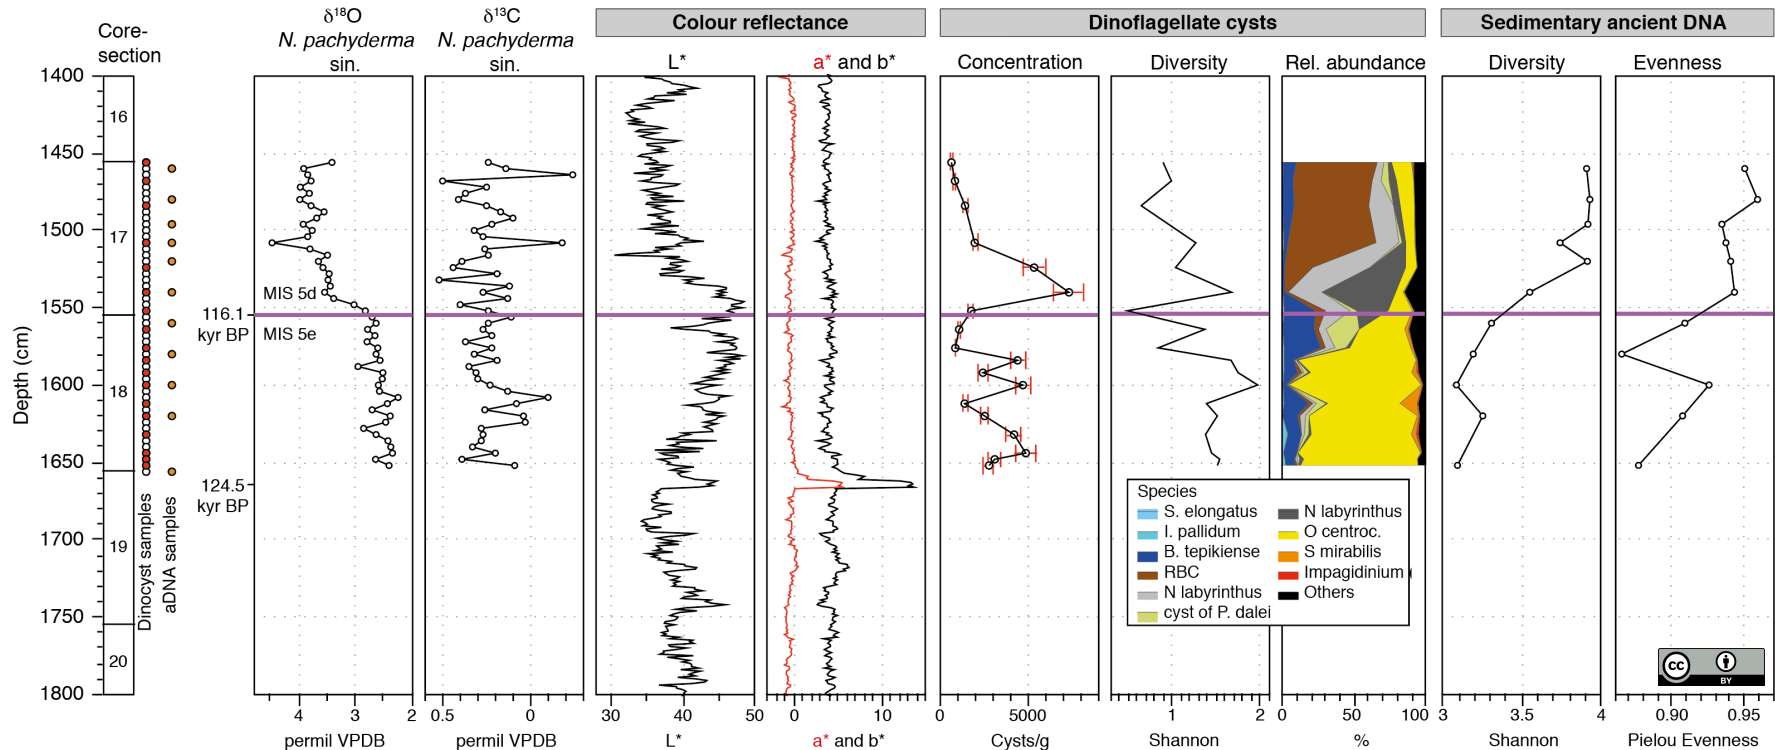 Core-
section
δ18O
N. pachyderma
sin.
δ13C
N. pachyderma
sin.
Colour reflectance
L*
a* and b*
Dinoflagellate cysts
Concentration
Diversity
Rel. abundance
Sedimentary ancient DNA
Diversity
Evenness
Depth (cm)
1400
1450
1500
1550
1600
1650
1700
1750
1800
16
17
18
19
20
Dinocyst samples
aDNA samples
116.1
kyr BP
124.5
kyr BP
MIS 5d
MIS 5e
Species
S. elongatus
I. pallidum
B. tepikiense
RBC
N labyrinthus
cyst of P. dalei
N labyrinthus
O centroc.
S mirabilis
Impagidinium (
Others
cc
BY
4 3 2
permil VPDB
0.5 0
permil VPDB
30 40 50
L*
0 10
a* and b*
0 5000
Cysts/g
1 2
Shannon
0 50 100
%
3 3.5 4
Shannon
0.90 0.95
Pielou Evenness